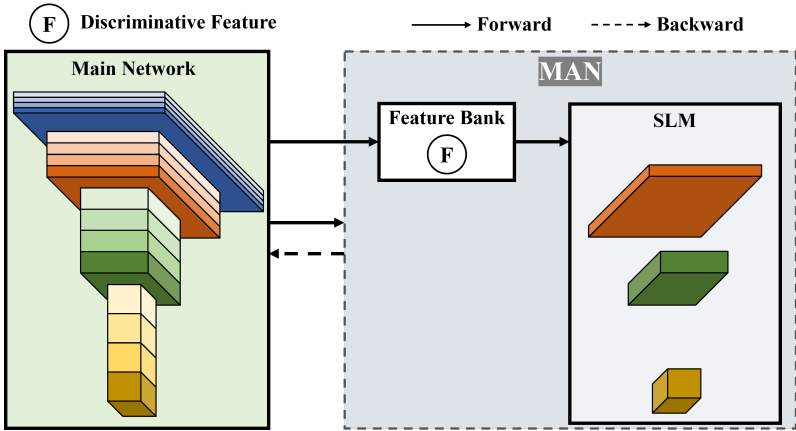 F Discriminative Feature
Forward
Backward
Main Network
MAN
Feature Bank
F
SLM